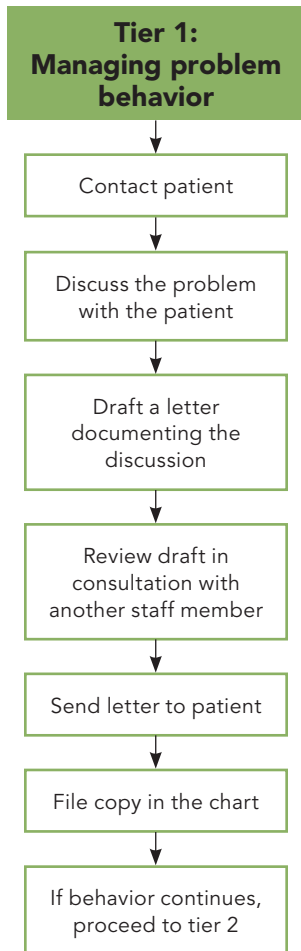 Tier 1:
Managing problem
behavior
Contact patient
Discuss the problem
with the patient
Draft a letter
documenting the
discussion
Review draft in
consultation with
another staff member
Send letter to patient
File copy in the chart
If behavior continues,
proceed to tier 2